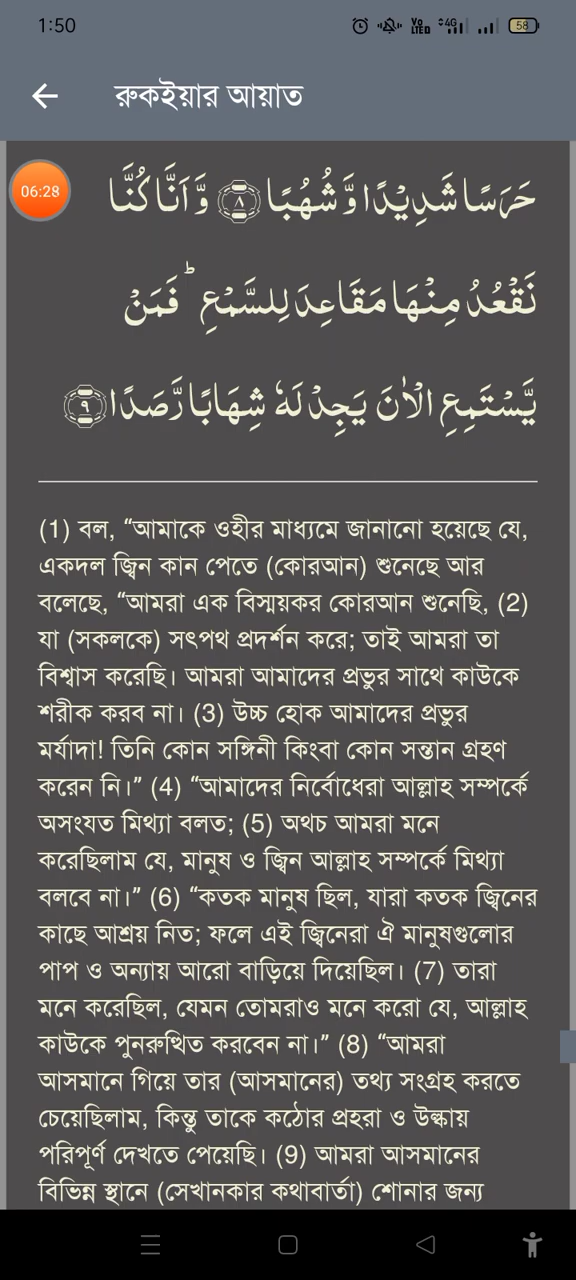 1:50
Vo LTED 4G 58
রুকইয়ার আয়াত
06:28
حَرَسًا شَدِيْدًا وَّشُهُبًا ۝٨ وَّاَنَّا كُنَّا
نَقْعُدُ مِنْهَا مَقَاعِدَ لِلسَّمْعِ ؕ فَمَنْ
يَّسْتَمِعِ الْاٰنَ يَجِدْ لَهٗ شِهَابًا رَّصَدًا ۝٩
(1) বল, “আমাকে ওহীর মাধ্যমে জানানো হয়েছে যে,
একদল জ্বিন কান পেতে (কোরআন) শুনেছে আর
বলেছে, “আমরা এক বিস্ময়কর কোরআন শুনেছি, (2)
যা (সকলকে) সৎপথ প্রদর্শন করে; তাই আমরা তা
বিশ্বাস করেছি। আমরা আমাদের প্রভুর সাথে কাউকে
শরীক করব না। (3) উচ্চ হোক আমাদের প্রভুর
মর্যাদা! তিনি কোন সঙ্গিনী কিংবা কোন সন্তান গ্রহণ
করেন নি।” (4) “আমাদের নির্বোধেরা আল্লাহ সম্পর্কে
অসংযত মিথ্যা বলত; (5) অথচ আমরা মনে
করেছিলাম যে, মানুষ ও জ্বিন আল্লাহ সম্পর্কে মিথ্যা
বলবে না।” (6) “কতক মানুষ ছিল, যারা কতক জ্বিনের
কাছে আশ্রয় নিত; ফলে এই জ্বিনেরা ঐ মানুষগুলোর
পাপ ও অন্যায় আরো বাড়িয়ে দিয়েছিল। (7) তারা
মনে করেছিল, যেমন তোমরাও মনে করো যে, আল্লাহ
কাউকে পুনরুত্থিত করবেন না।” (8) “আমরা
আসমানে গিয়ে তার (আসমানের) তথ্য সংগ্রহ করতে
চেয়েছিলাম, কিন্তু তাকে কঠোর প্রহরা ও উল্কায়
পরিপূর্ণ দেখতে পেয়েছি। (9) আমরা আসমানের
বিভিন্ন স্থানে (সেখানকার কথাবার্তা) শোনার জন্য